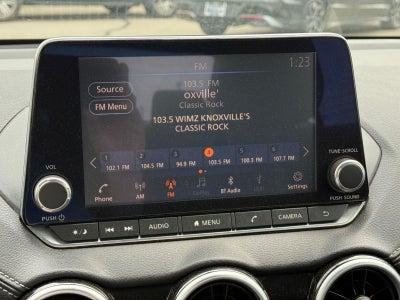 FM
1:23
Source
103.5 FM
oxville'
FM Menu
Classic Rock
103.5 WIMZ KNOXVILLE'S
CLASSIC ROCK
1 2 3 4 5 6
102.1 FM 104.5 FM 94.9 FM 103.5 FM 100.3 FM 107.7 FM
VOL
TUNE·SCROLL
Phone AM FM CarPlay BT Audio USB Settings
PUSH
PUSH SOUND
AUDIO MENU CAMERA